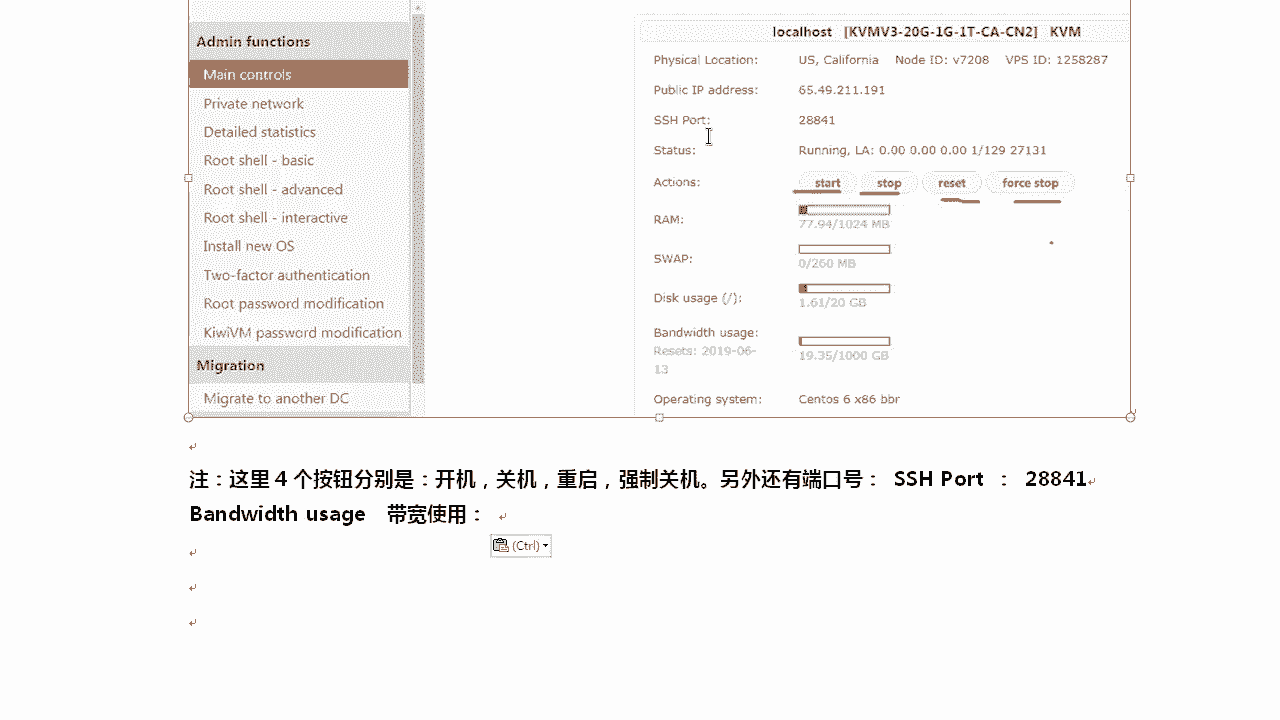 Admin functions
Main controls
Private network
Detailed statistics
Root shell - basic
Root shell - advanced
Root shell - interactive
Install new OS
Two-factor authentication
Root password modification
KiwiVM password modification
Migration
Migrate to another DC
localhost [KVMV3-20G-1G-1T-CA-CN2] KVM
Physical Location: US, California Node ID: v7208 VPS ID: 1258287
Public IP address: 65.49.211.191
SSH Port: 28841
Status: Running, LA: 0.00 0.00 0.00 1/129 27131
Actions: start stop reset force stop
RAM: 77.94/1024 MB
SWAP: 0/260 MB
Disk usage (/): 1.61/20 GB
Bandwidth usage:
Resets: 2019-06-
13
19.35/1000 GB
Operating system: Centos 6 x86 bbr
注：这里 4 个按钮分别是：开机，关机，重启，强制关机。另外还有端口号： SSH Port ： 28841
Bandwidth usage 带宽使用：
(Ctrl)